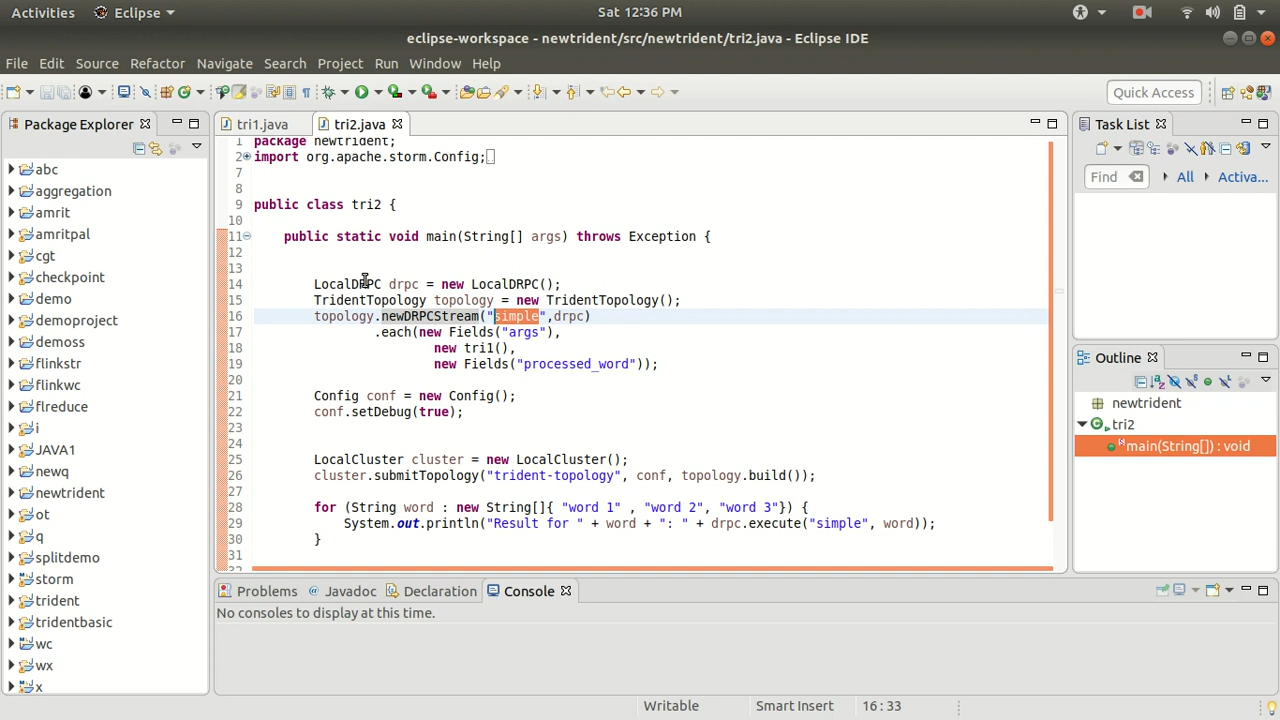 Activities Eclipse Sat 12:36 PM
eclipse-workspace - newtrident/src/newtrident/tri2.java - Eclipse IDE
File Edit Source Refactor Navigate Search Project Run Window Help
Quick Access
Package Explorer
abc
aggregation
amrit
amritpal
cgt
checkpoint
demo
demoproject
demoss
flinkstr
flinkwc
flreduce
i
JAVA1
newq
newtrident
ot
q
splitdemo
storm
trident
tridentbasic
wc
wx
x
tri1.java tri2.java
1 package newtrident;
2 import org.apache.storm.Config;
7
8
9 public class tri2 {
10
11 public static void main(String[] args) throws Exception {
12
13
14 LocalDRPC drpc = new LocalDRPC();
15 TridentTopology topology = new TridentTopology();
16 topology.newDRPCStream("simple",drpc)
17 .each(new Fields("args"),
18 new tri1(),
19 new Fields("processed_word"));
20
21 Config conf = new Config();
22 conf.setDebug(true);
23
24
25 LocalCluster cluster = new LocalCluster();
26 cluster.submitTopology("trident-topology", conf, topology.build());
27
28 for (String word : new String[]{ "word 1" , "word 2", "word 3"}) {
29 System.out.println("Result for " + word + ": " + drpc.execute("simple", word));
30 }
31
32
Task List
Find All Activa...
Outline
newtrident
tri2
main(String[]) : void
Problems @ Javadoc Declaration Console
No consoles to display at this time.
Writable Smart Insert 16 : 33